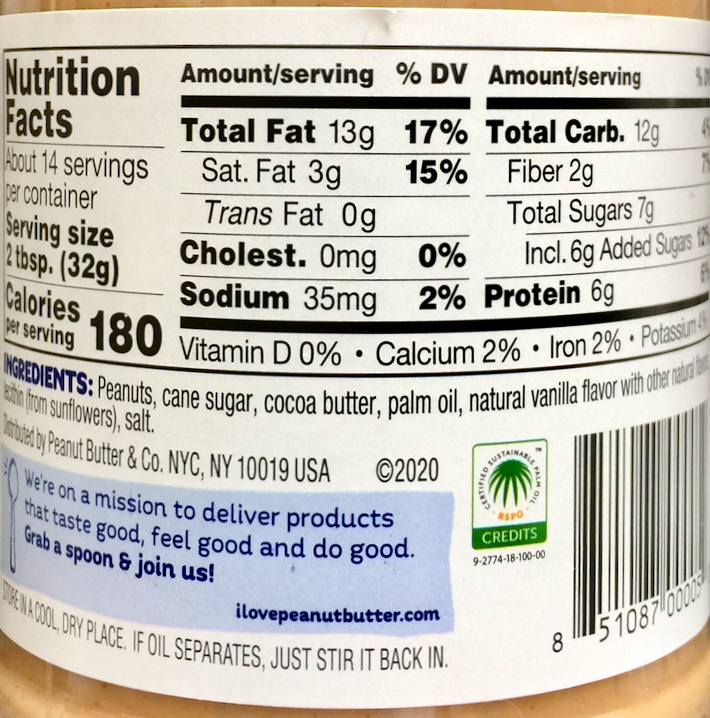 Nutrition
Facts
About 14 servings
per container
Serving size
2 tbsp. (32g)
Calories
per serving 180
Amount/serving % DV
Total Fat 13g 17%
Sat. Fat 3g 15%
Trans Fat 0g
Cholest. 0mg 0%
Sodium 35mg 2%
Amount/serving %
Total Carb. 12g 4%
Fiber 2g 7%
Total Sugars 7g
Incl. 6g Added Sugars 12%
Protein 6g
Vitamin D 0% • Calcium 2% • Iron 2% • Potassium 4%
INGREDIENTS: Peanuts, cane sugar, cocoa butter, palm oil, natural vanilla flavor with other natural
lecithin (from sunflowers), salt.
Distributed by Peanut Butter & Co. NYC, NY 10019 USA ©2020
We're on a mission to deliver products
that taste good, feel good and do good.
Grab a spoon & join us!
ilovepeanutbutter.com
STORE IN A COOL, DRY PLACE. IF OIL SEPARATES, JUST STIR IT BACK IN.
CERTIFIED SUSTAINABLE PALM OIL ™
RSPO
CREDITS
9-2774-18-100-00
8 51087 00005